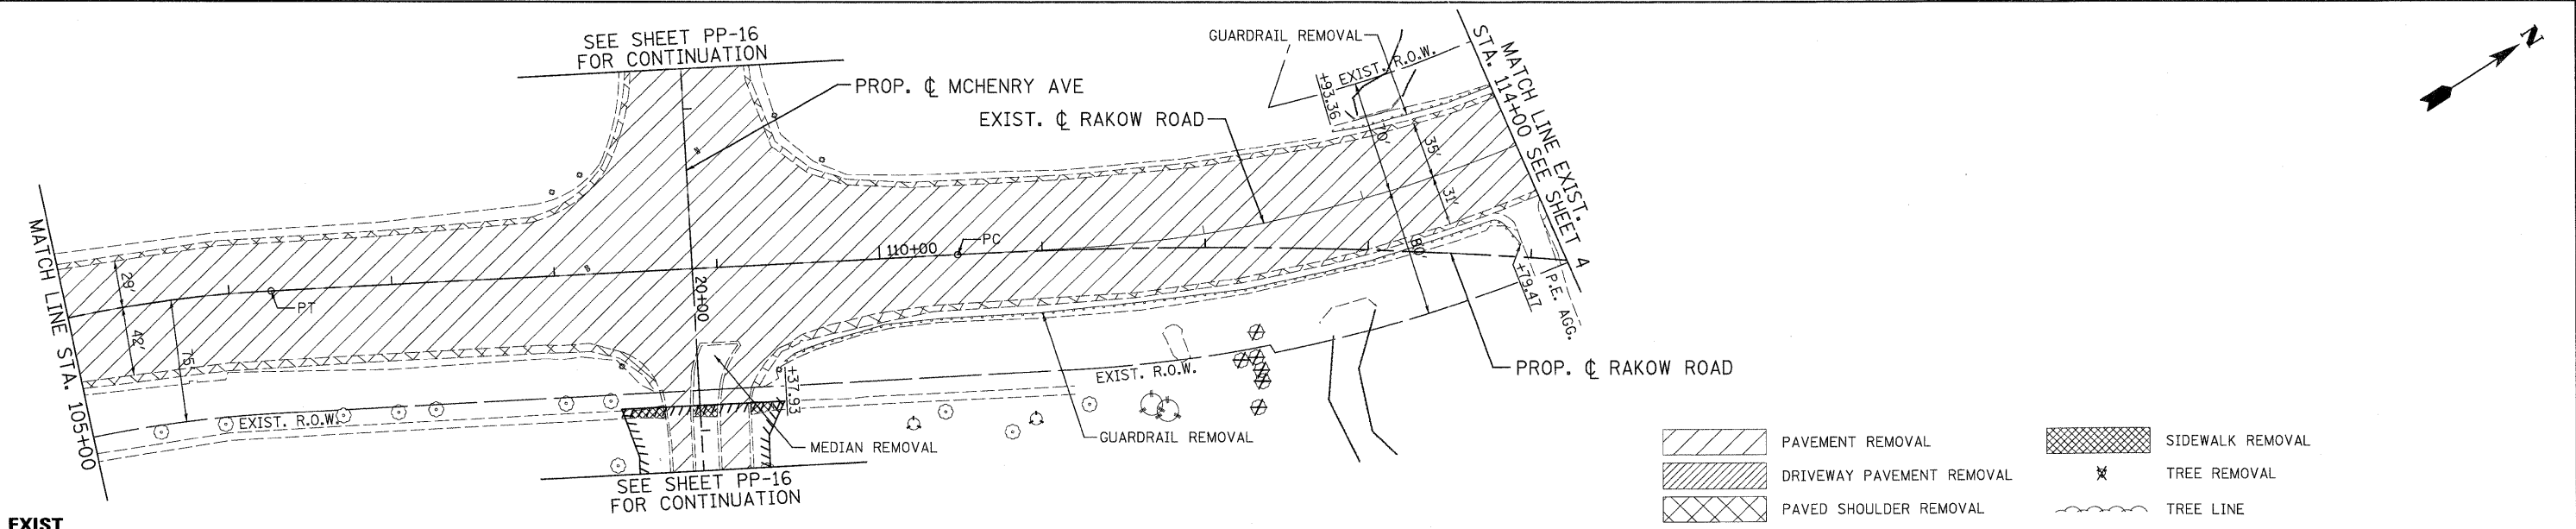 SEE SHEET PP-16
FOR CONTINUATION
PROP. ℄ MCHENRY AVE
EXIST. ℄ RAKOW ROAD
GUARDRAIL REMOVAL
EXIST. R.O.W.
+93.36
MATCH LINE EXIST.
STA. 114+00 SEE SHEET 4
N
70'
35'
31'
80'
MATCH LINE STA. 105+00
29'
42'
75'
PT
110+00
PC
20+00
+79.47
P.E. AGG.
PROP. ℄ RAKOW ROAD
EXIST. R.O.W.
EXIST. R.O.W.
+37.93
MEDIAN REMOVAL
GUARDRAIL REMOVAL
SEE SHEET PP-16
FOR CONTINUATION
PAVEMENT REMOVAL
DRIVEWAY PAVEMENT REMOVAL
PAVED SHOULDER REMOVAL
SIDEWALK REMOVAL
TREE REMOVAL
TREE LINE
EXIST